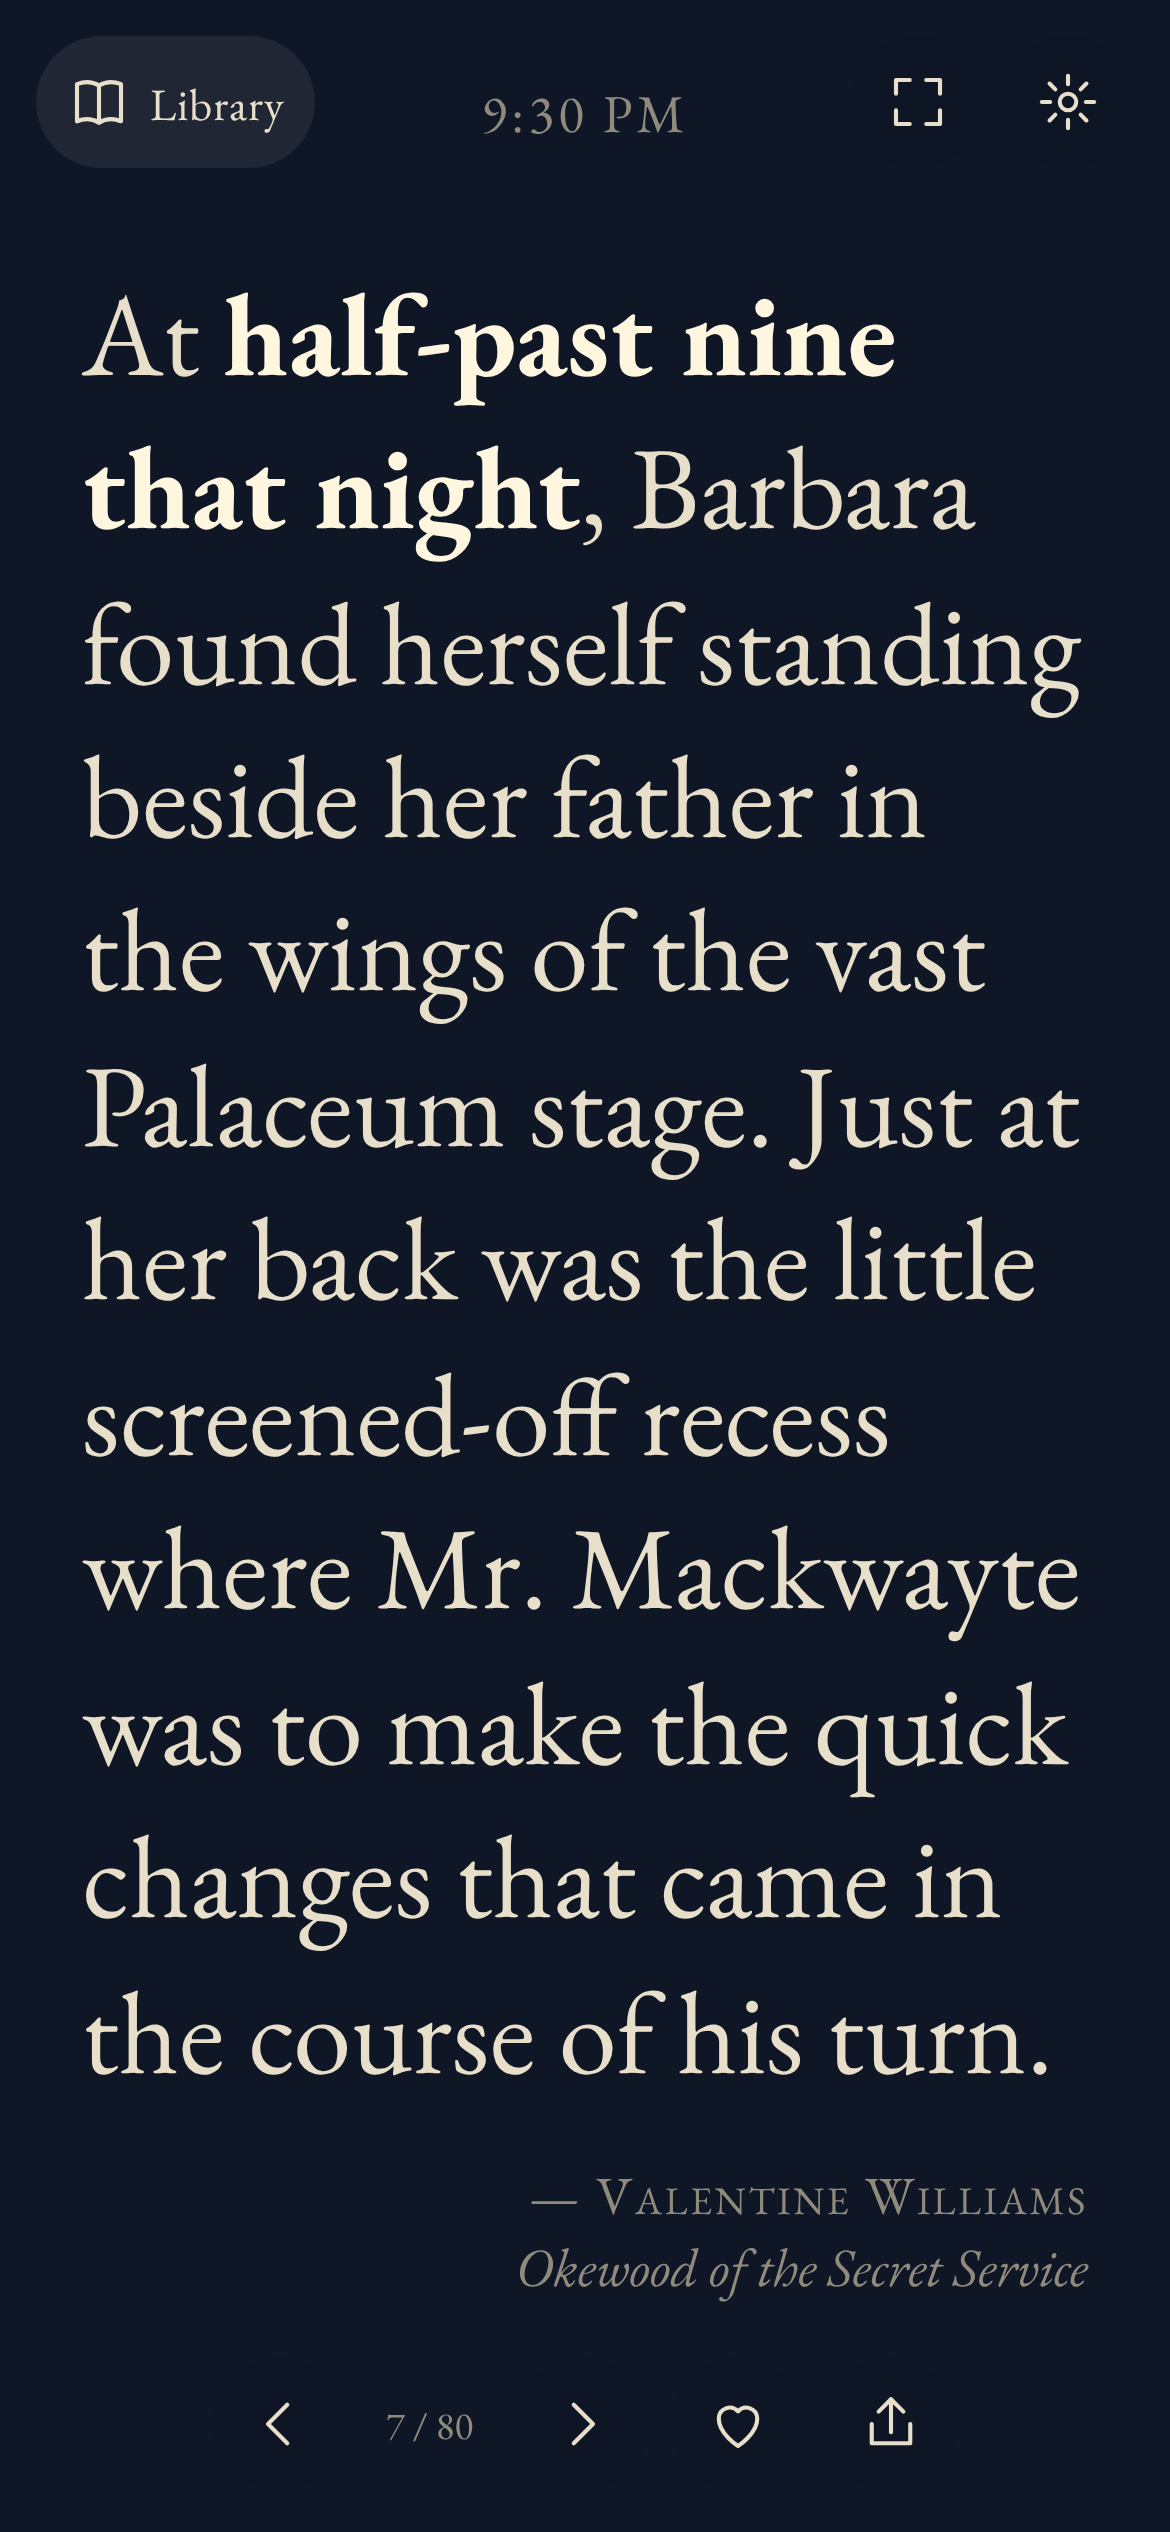 Library
9:30 PM
At half-past nine
that night, Barbara
found herself standing
beside her father in
the wings of the vast
Palaceum stage. Just at
her back was the little
screened-off recess
where Mr. Mackwayte
was to make the quick
changes that came in
the course of his turn.
— Valentine Williams
Okewood of the Secret Service
7 / 80